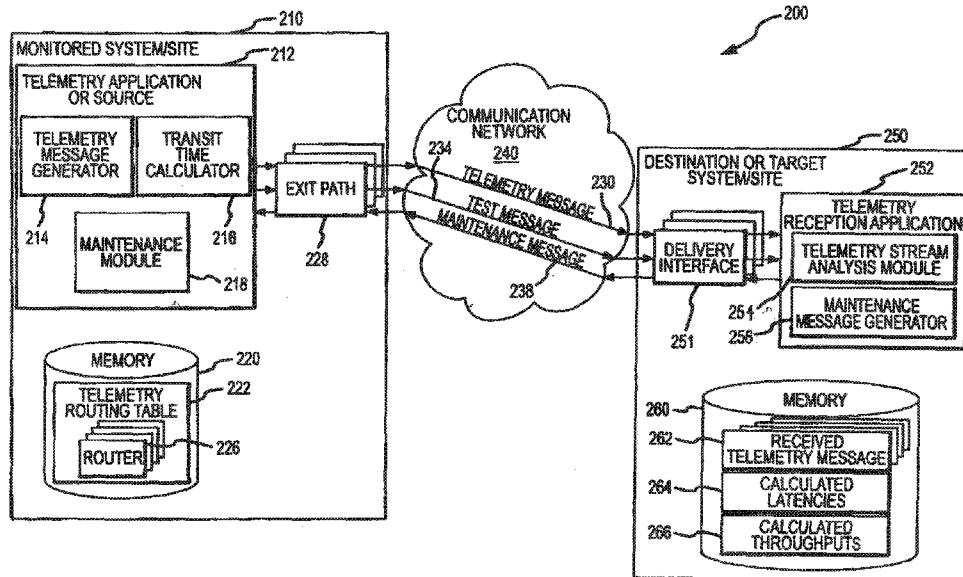 200
210
MONITORED SYSTEM/SITE
212
TELEMETRY APPLICATION
OR SOURCE
TELEMETRY
MESSAGE
GENERATOR
TRANSIT
TIME
CALCULATOR
214
216
MAINTENANCE
MODULE
218
EXIT PATH
228
MEMORY
220
TELEMETRY
ROUTING TABLE
222
ROUTER
226
COMMUNICATION
NETWORK
240
234
TELEMETRY MESSAGE
230
TEST MESSAGE
MAINTENANCE MESSAGE
238
250
DESTINATION OR TARGET
SYSTEM/SITE
252
TELEMETRY
RECEPTION APPLICATION
DELIVERY
INTERFACE
251
TELEMETRY STREAM
ANALYSIS MODULE
254
MAINTENANCE
MESSAGE GENERATOR
256
MEMORY
260
RECEIVED
TELEMETRY MESSAGE
262
CALCULATED
LATENCIES
264
CALCULATED
THROUGHPUTS
266